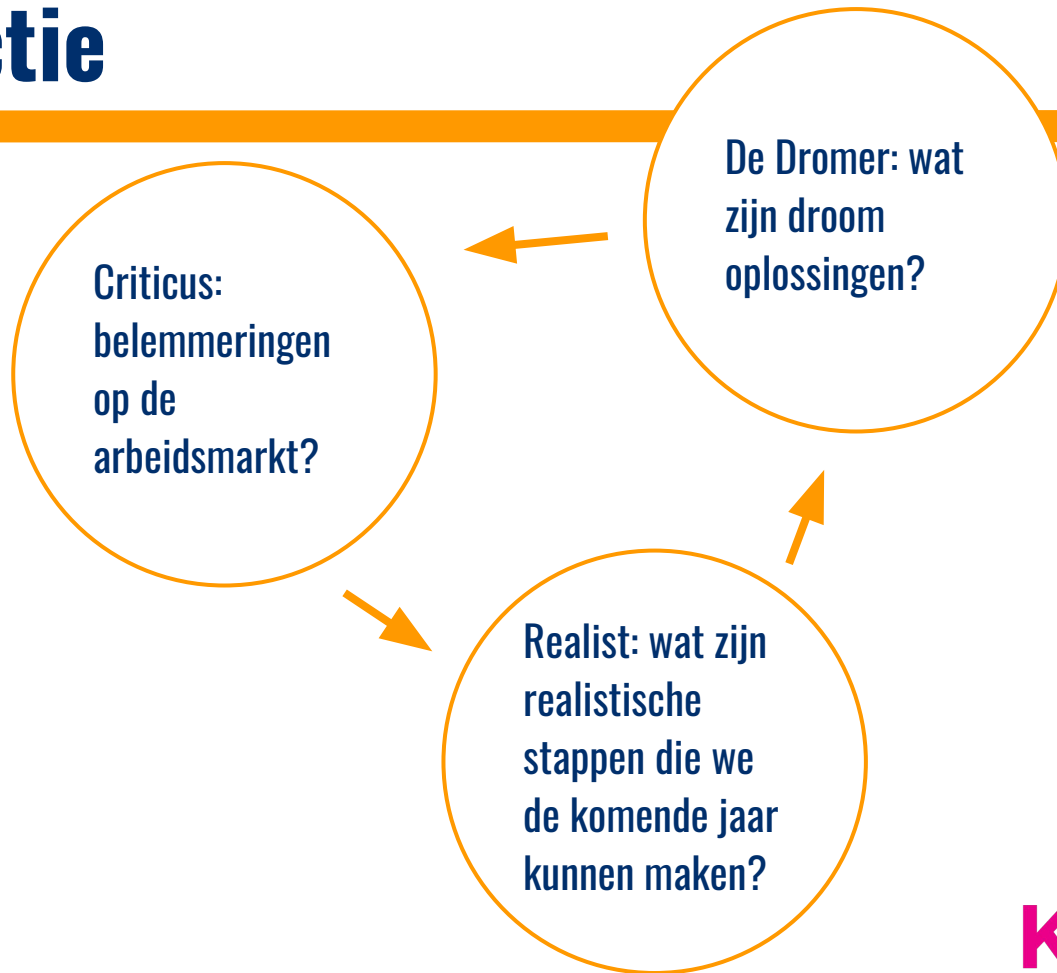 ctie
De Dromer: wat
zijn droom
oplossingen?
Criticus:
belemmeringen
op de
arbeidsmarkt?
Realist: wat zijn
realistische
stappen die we
de komende jaar
kunnen maken?
K